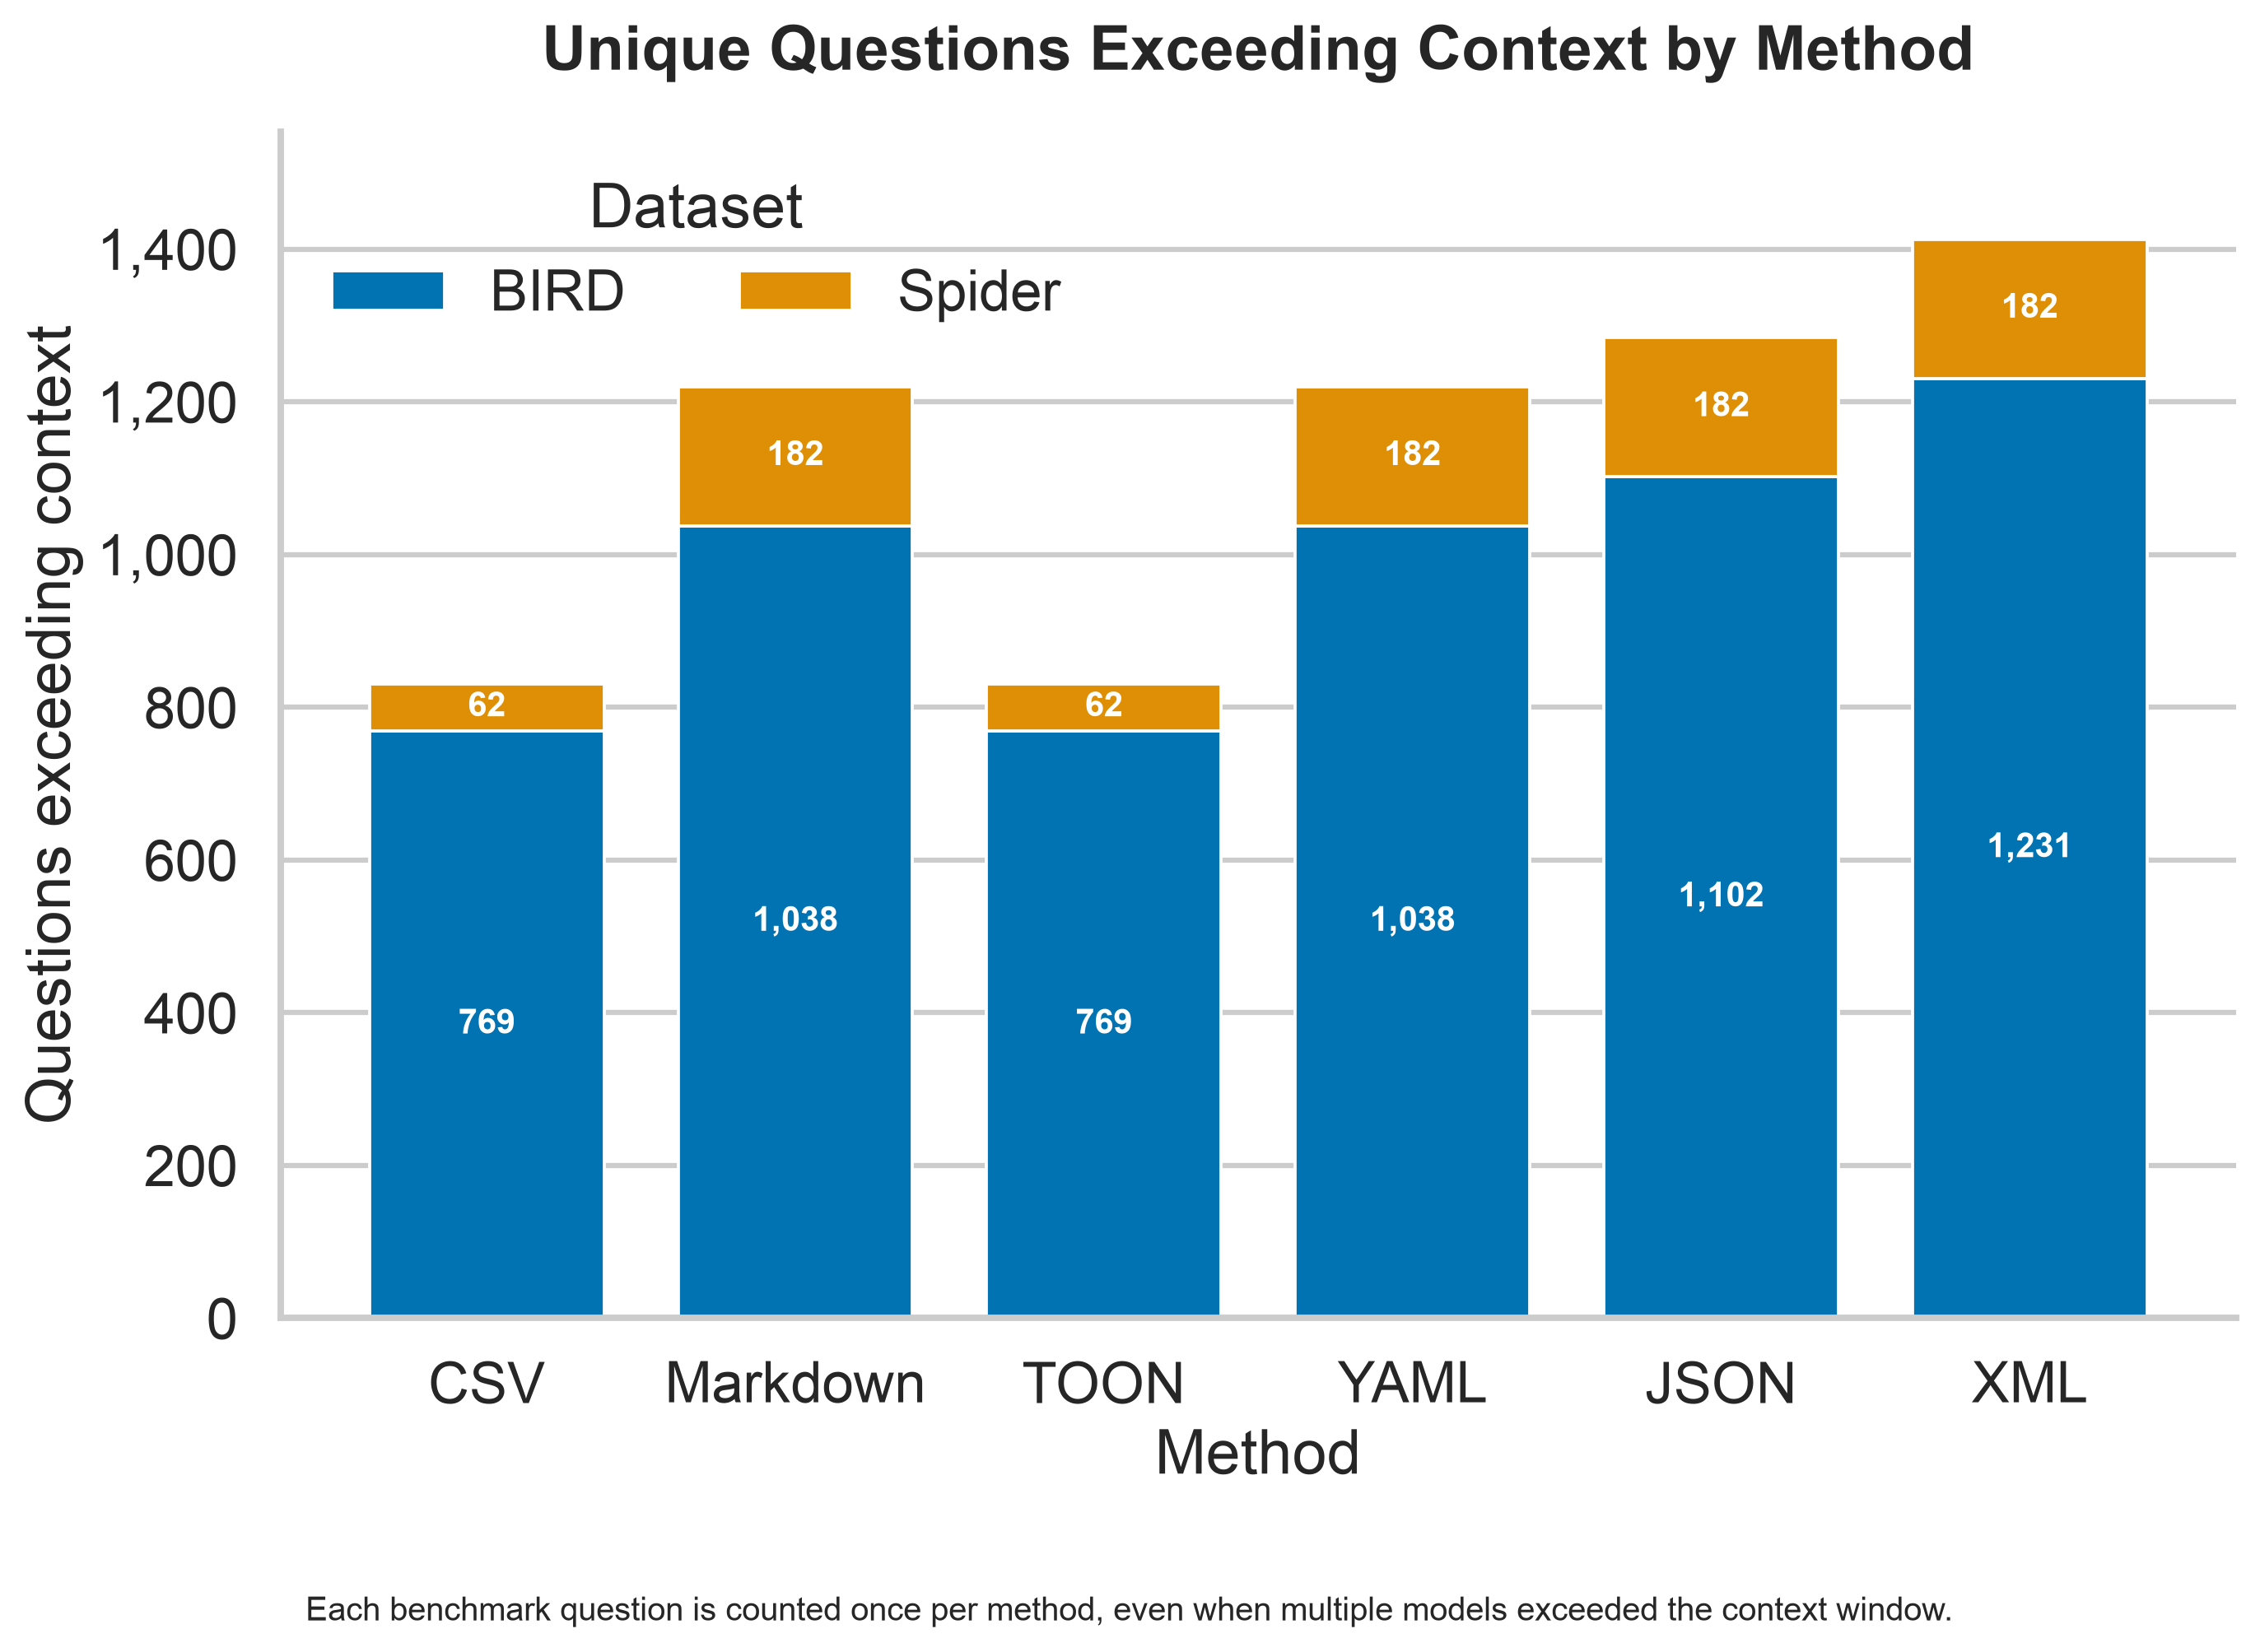 Unique Questions Exceeding Context by Method
Questions exceeding context
Dataset
BIRD Spider
1,400
1,200
1,000
800
600
400
200
0
62
769
182
1,038
62
769
182
1,038
182
1,102
182
1,231
CSV Markdown TOON YAML JSON XML
Method
Each benchmark question is counted once per method, even when multiple models exceeded the context window.